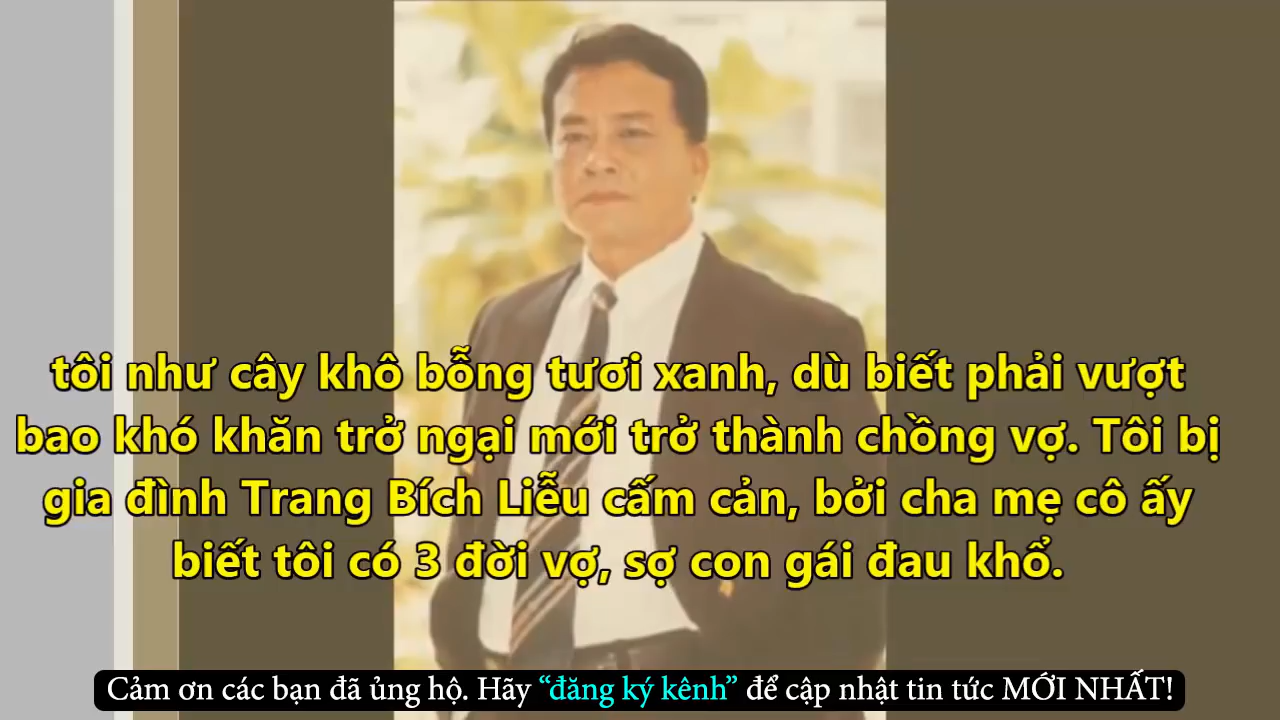 tôi như cây khô bỗng tươi xanh, dù biết phải vượt
bao khó khăn trở ngại mới trở thành chồng vợ. Tôi bị
gia đình Trang Bích Liễu cấm cản, bởi cha mẹ cô ấy
biết tôi có 3 đời vợ, sợ con gái đau khổ.
Cảm ơn các bạn đã ủng hộ. Hãy “đăng ký kênh” để cập nhật tin tức MỚI NHẤT!